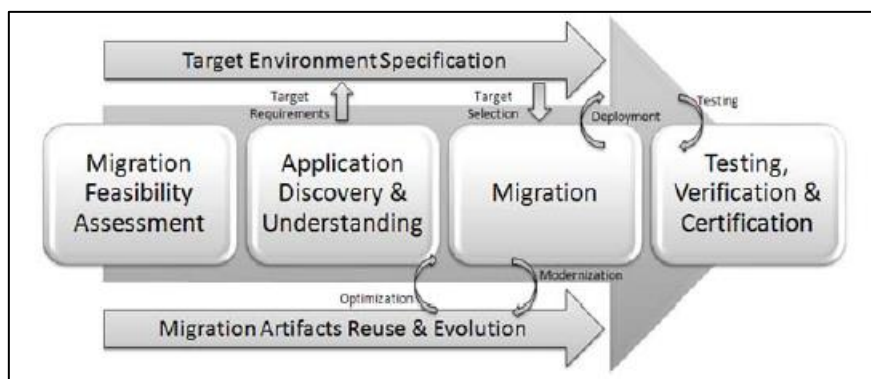 Target Environment Specification
Target
Requirements
Target
Selection
Deployment
Testing
Migration
Feasibility
Assessment
Application
Discovery &
Understanding
Migration
Testing,
Verification &
Certification
Optimization
Modernization
Migration Artifacts Reuse & Evolution